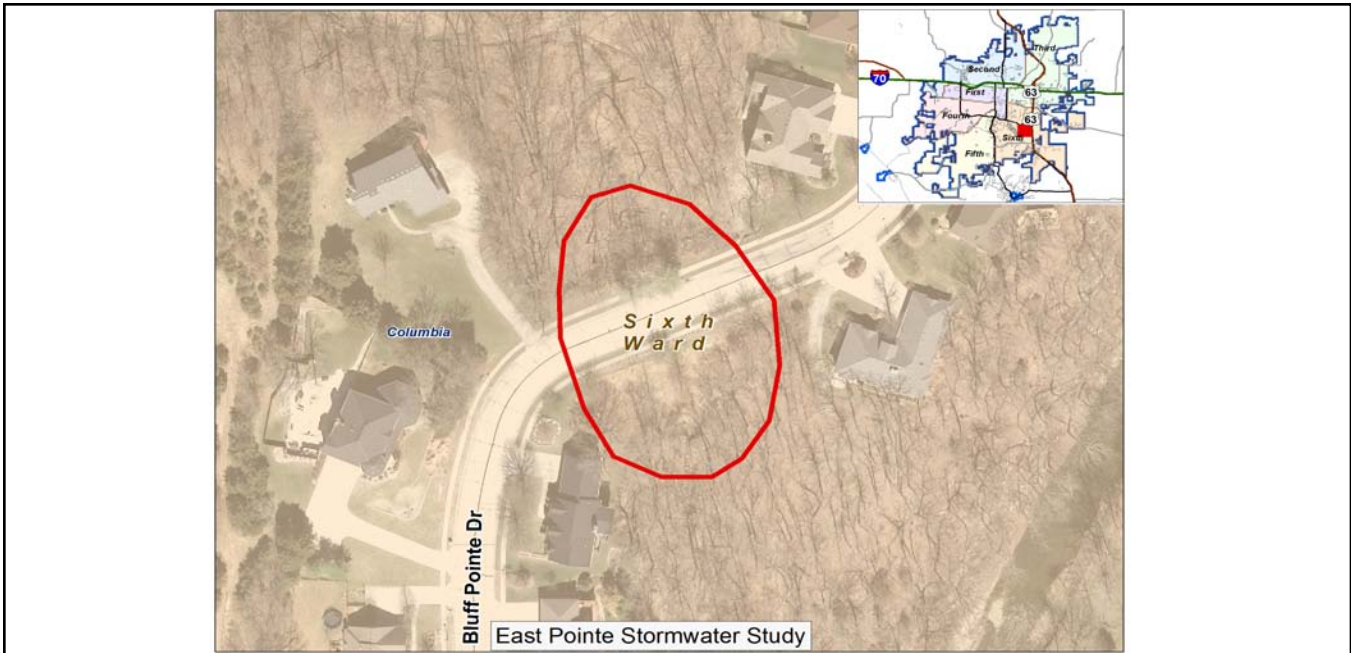 Third
Second
70
63
First
63
Fourth
Sixth
Fifth
Sixth
Ward
Columbia
Bluff Pointe Dr
East Pointe Stormwater Study